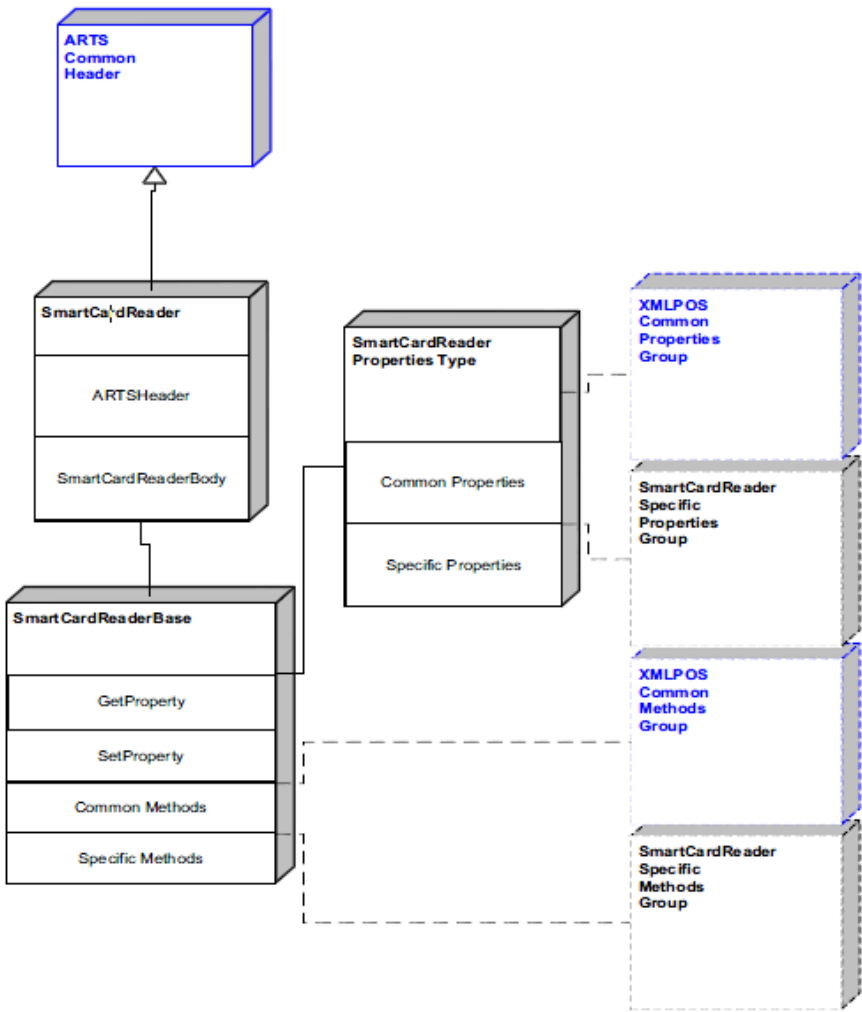 ARTS
Common
Header
SmartCardReader
ARTSHeader
SmartCardReaderBody
SmartCardReaderBase
GetProperty
SetProperty
Common Methods
Specific Methods
SmartCardReader
Properties Type
Common Properties
Specific Properties
XMLPOS
Common
Properties
Group
SmartCardReader
Specific
Properties
Group
XMLPOS
Common
Methods
Group
SmartCardReader
Specific
Methods
Group